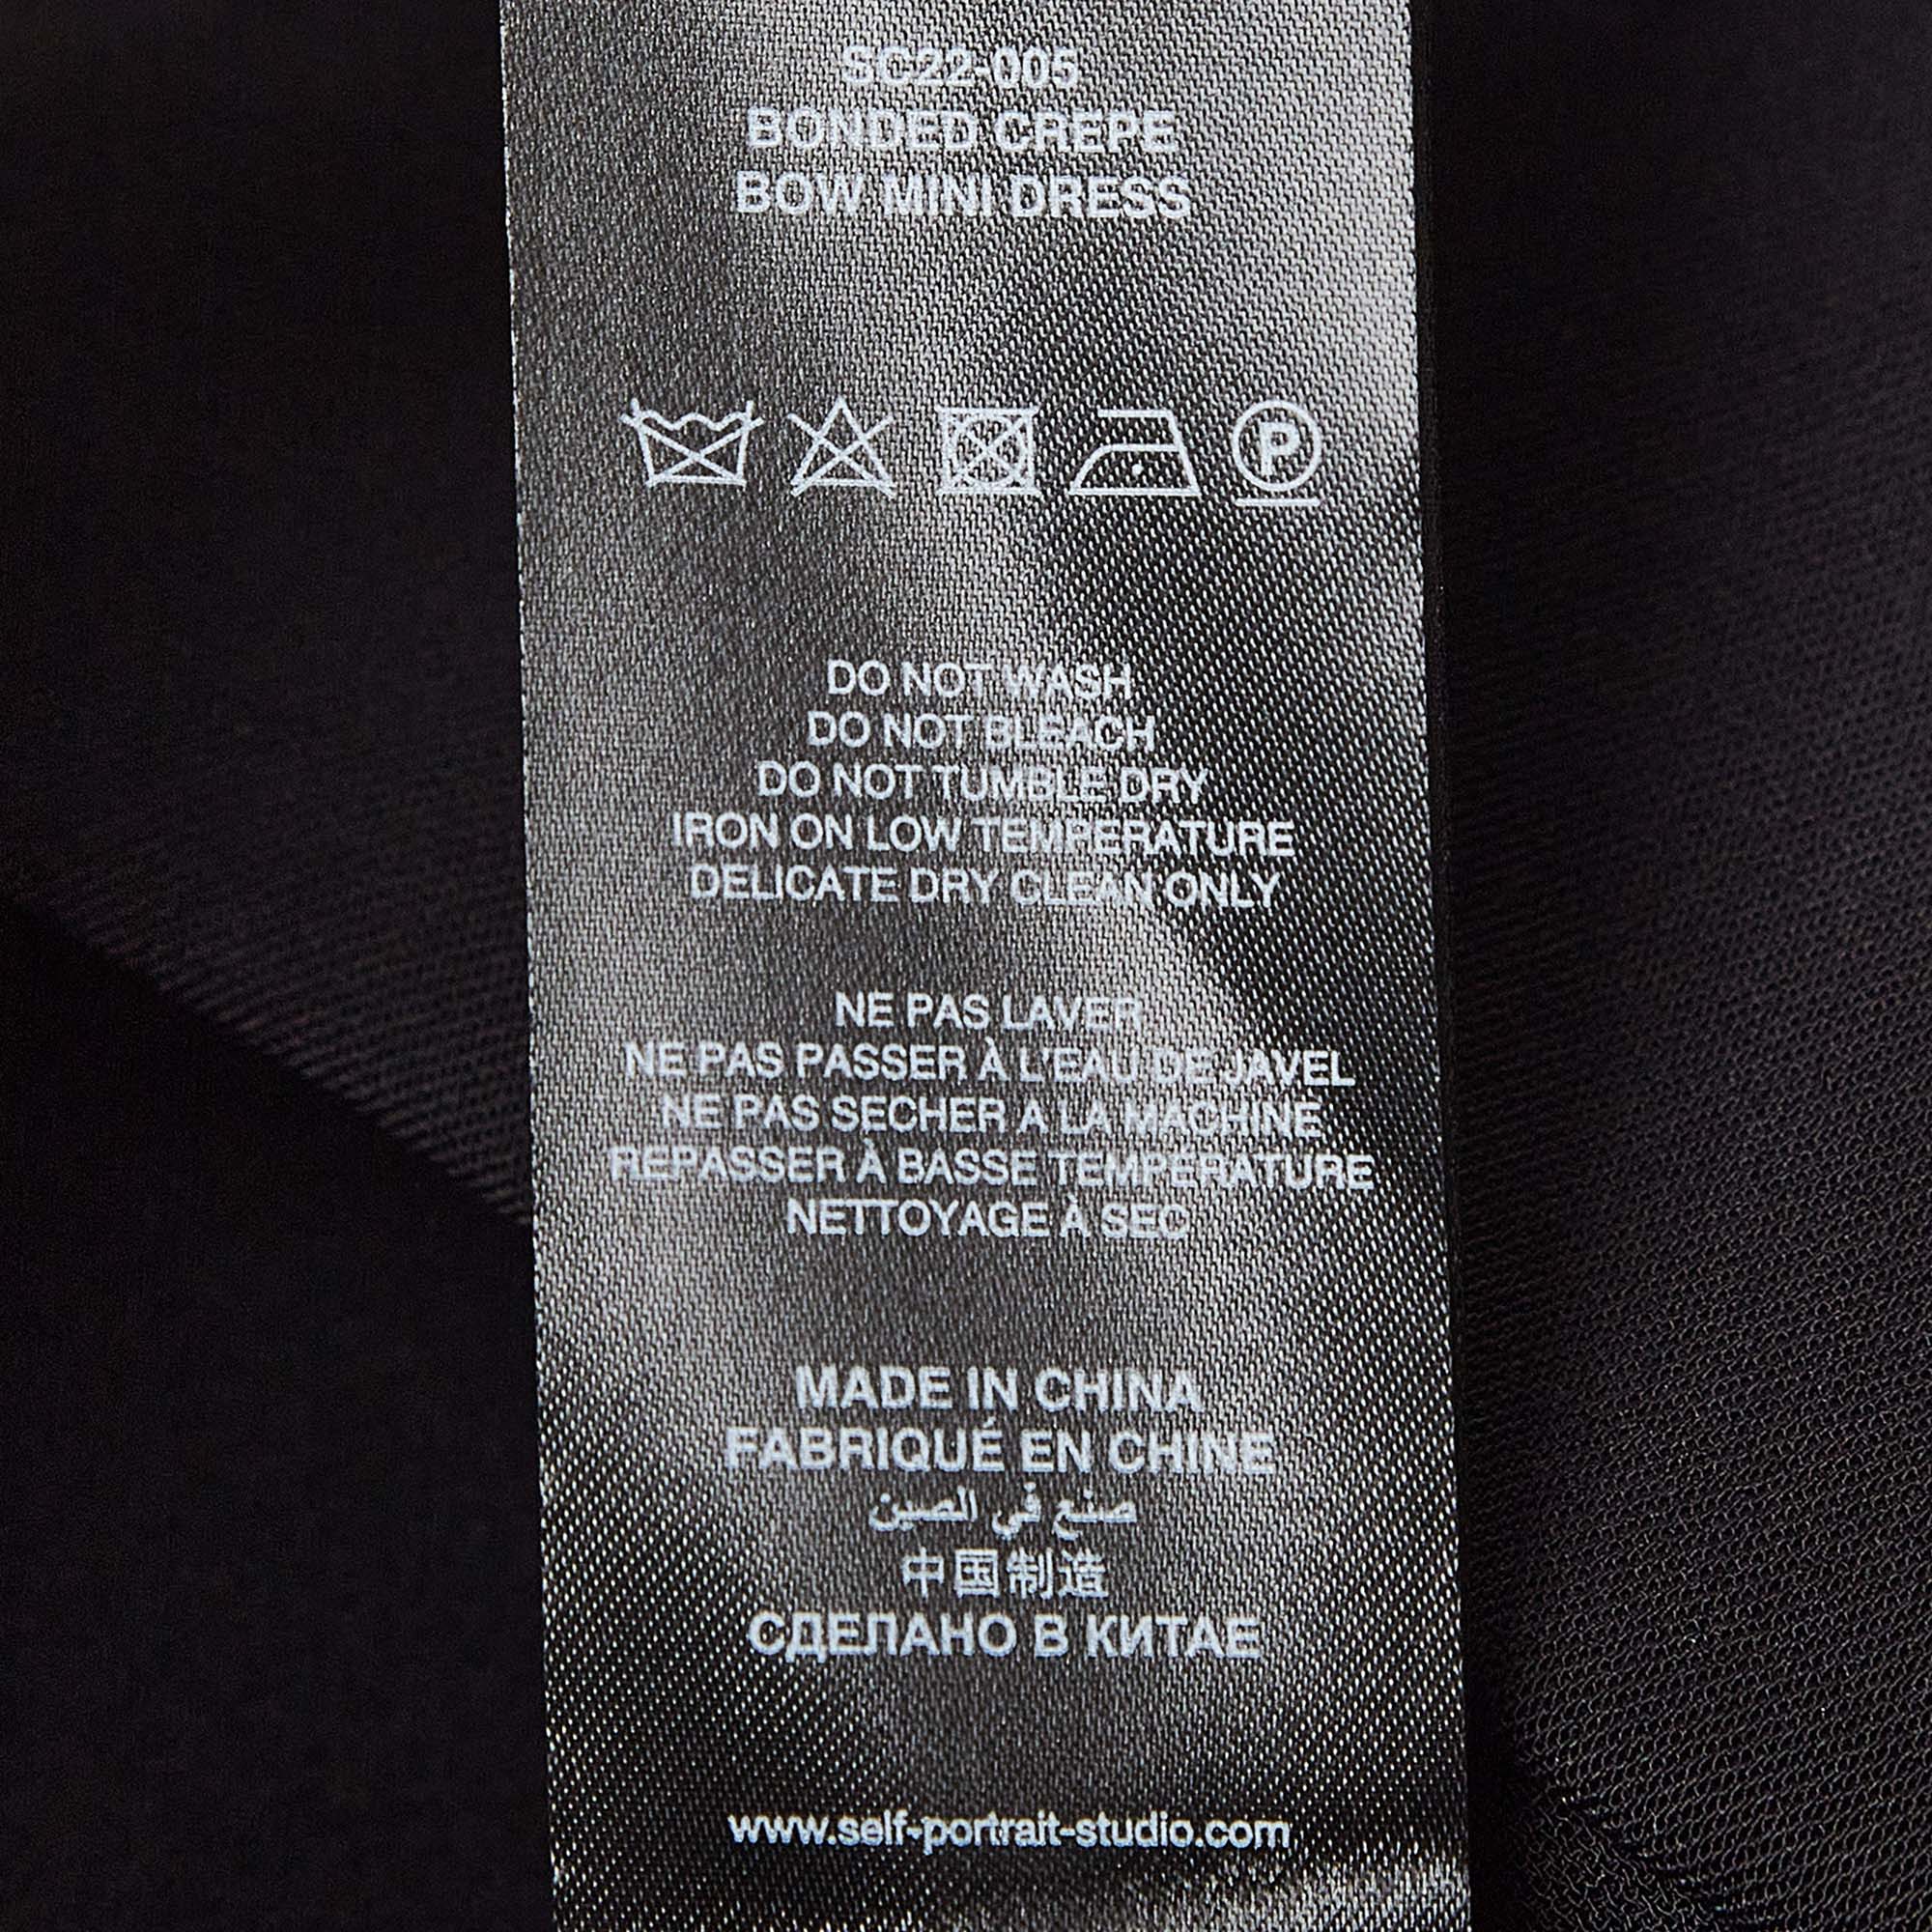 SC22-005
BONDED CREPE
BOW MINI DRESS
P
DO NOT WASH
DO NOT BLEACH
DO NOT TUMBLE DRY
IRON ON LOW TEMPERATURE
DELICATE DRY CLEAN ONLY
NE PAS LAVER
NE PAS PASSER À L'EAU DE JAVEL
NE PAS SECHER A LA MACHINE
REPASSER À BASSE TEMPERATURE
NETTOYAGE À SEC
MADE IN CHINA
FABRIQUÉ EN CHINE
صنع في الصين
中国制造
СДЕЛАНО В КИТАЕ
www.self-portrait-studio.com